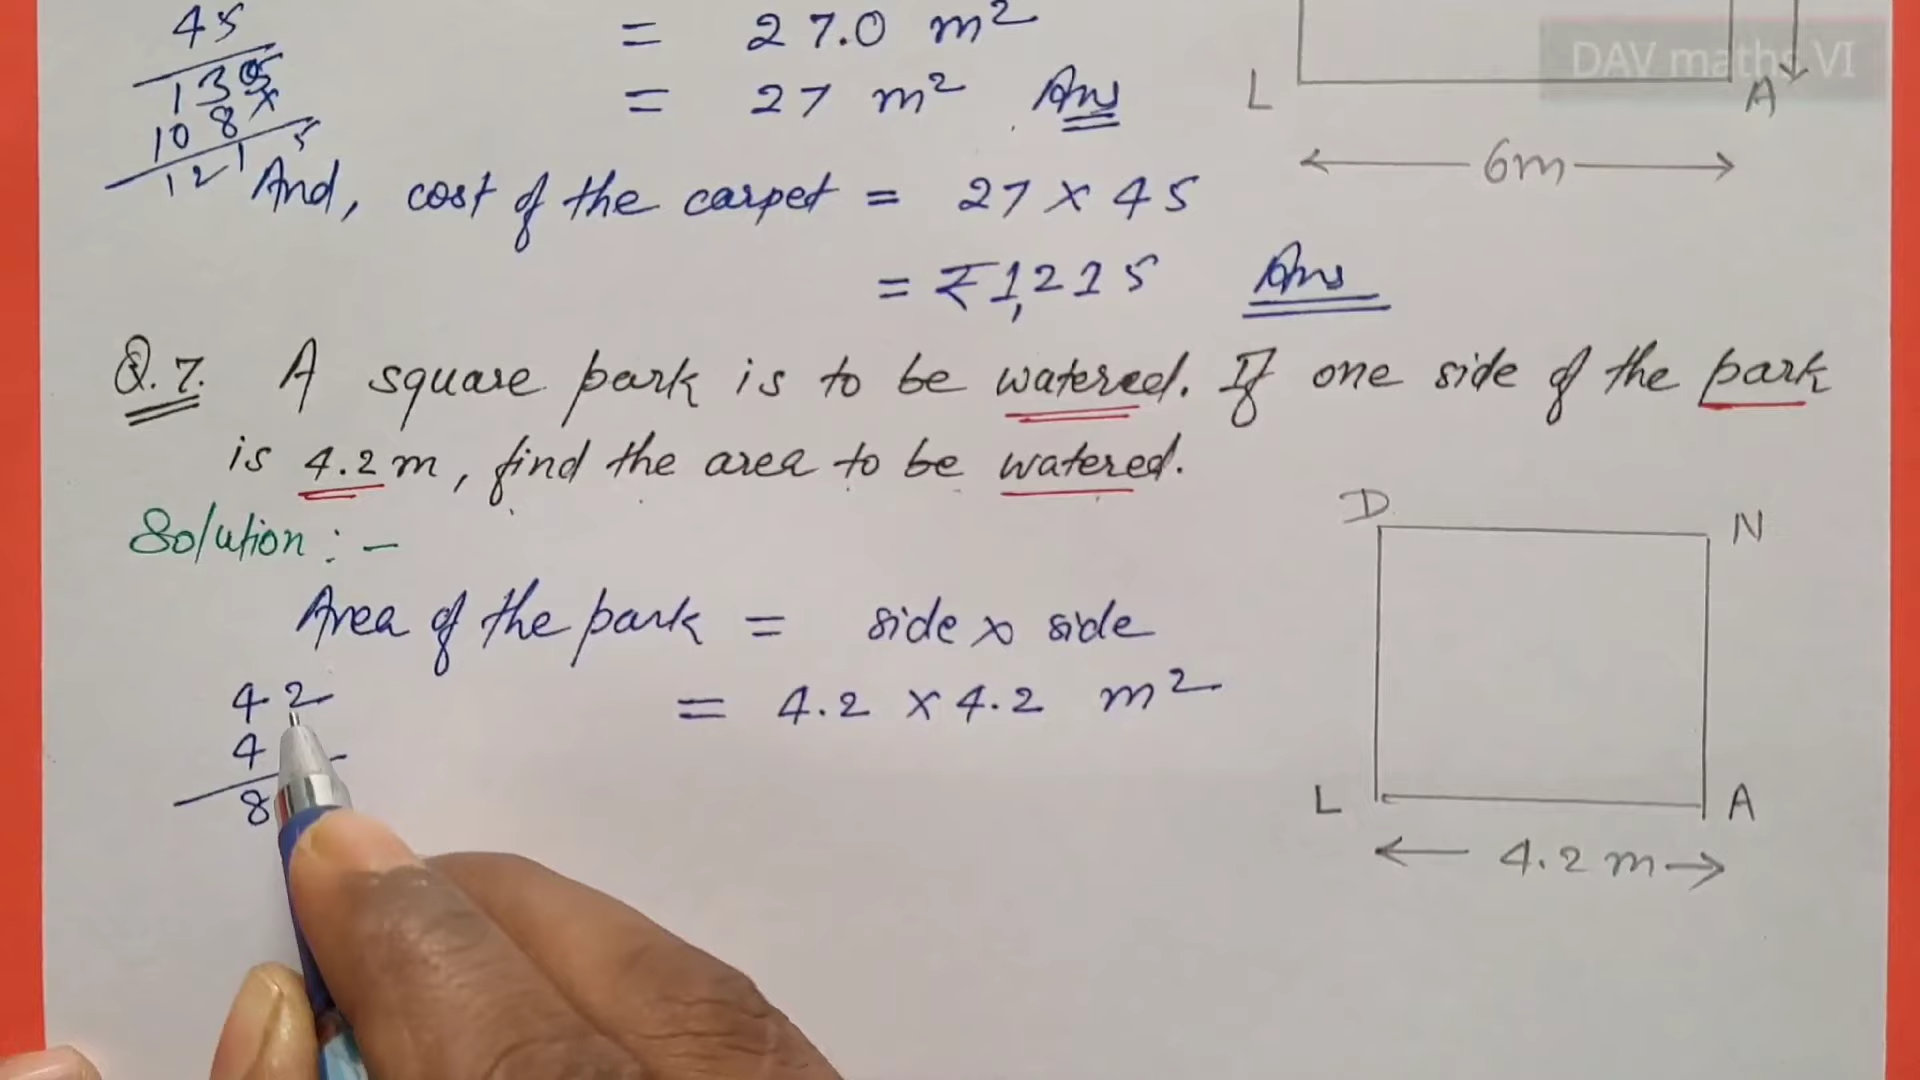 45
135
108x
1215
= 27.0 m²
= 27 m² Ans
L A
6m
DAV maths VI
And, cost of the carpet = 27 x 45
= ₹1,215 Ans
Q.7. A square park is to be watered. If one side of the park
is 4.2 m, find the area to be watered.
Solution :-
D N
Area of the park = side x side
42
4
8
= 4.2 x 4.2 m²
L A
4.2 m